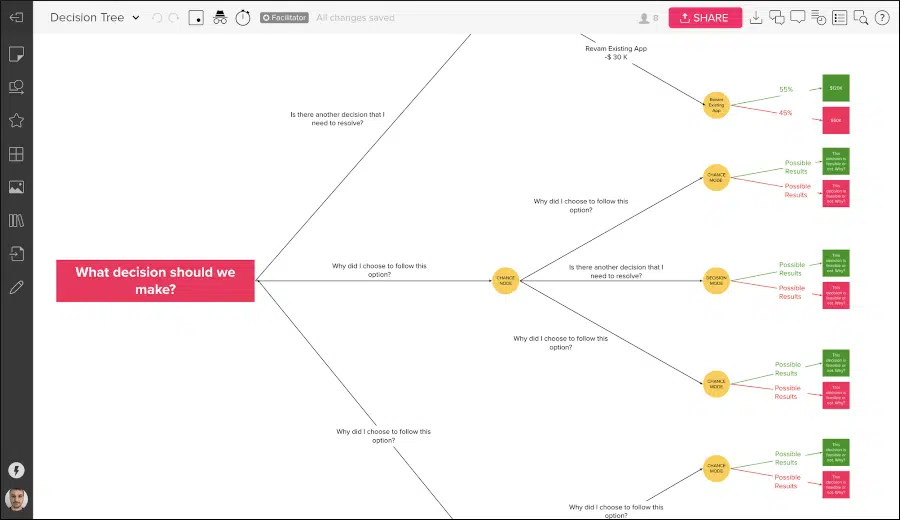 Decision Tree
Facilitator
All changes saved
0
SHARE
?
Revam Existing App
-$ 30 K
Is there another decision that I
need to resolve?
Revam
Existing
App
55%
45%
Why did I choose to follow this
option?
CHANCE
MODE
Possible
Results
Possible
Results
This
decision is
feasible or
not. Why?
This
decision is
feasible or
not. Why?
What decision should we
make?
Why did I choose to follow this
option?
CHANCE
NODE
Is there another decision that I
need to resolve?
DECISION
MODE
Possible
Results
Possible
Results
This
decision is
feasible or
not. Why?
This
decision is
feasible or
not. Why?
Why did I choose to follow this
option?
CHANCE
MODE
Possible
Results
Possible
Results
This
decision is
feasible or
not. Why?
This
decision is
feasible or
not. Why?
Why did I choose to follow this
option?
CHANCE
MODE
Possible
Results
Possible
Results
This
decision is
feasible or
not. Why?
This
decision is
feasible or
not. Why?
Why did I choose to follow this
option?